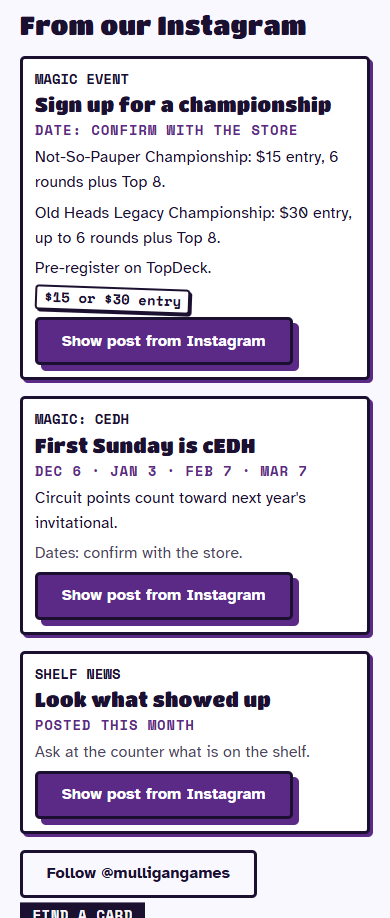 From our Instagram
MAGIC EVENT
Sign up for a championship
DATE: CONFIRM WITH THE STORE
Not-So-Pauper Championship: $15 entry, 6
rounds plus Top 8.
Old Heads Legacy Championship: $30 entry,
up to 6 rounds plus Top 8.
Pre-register on TopDeck.
$15 or $30 entry
Show post from Instagram
MAGIC: CEDH
First Sunday is cEDH
DEC 6 · JAN 3 · FEB 7 · MAR 7
Circuit points count toward next year's
invitational.
Dates: confirm with the store.
Show post from Instagram
SHELF NEWS
Look what showed up
POSTED THIS MONTH
Ask at the counter what is on the shelf.
Show post from Instagram
Follow @mulligangames
FIND A CARD